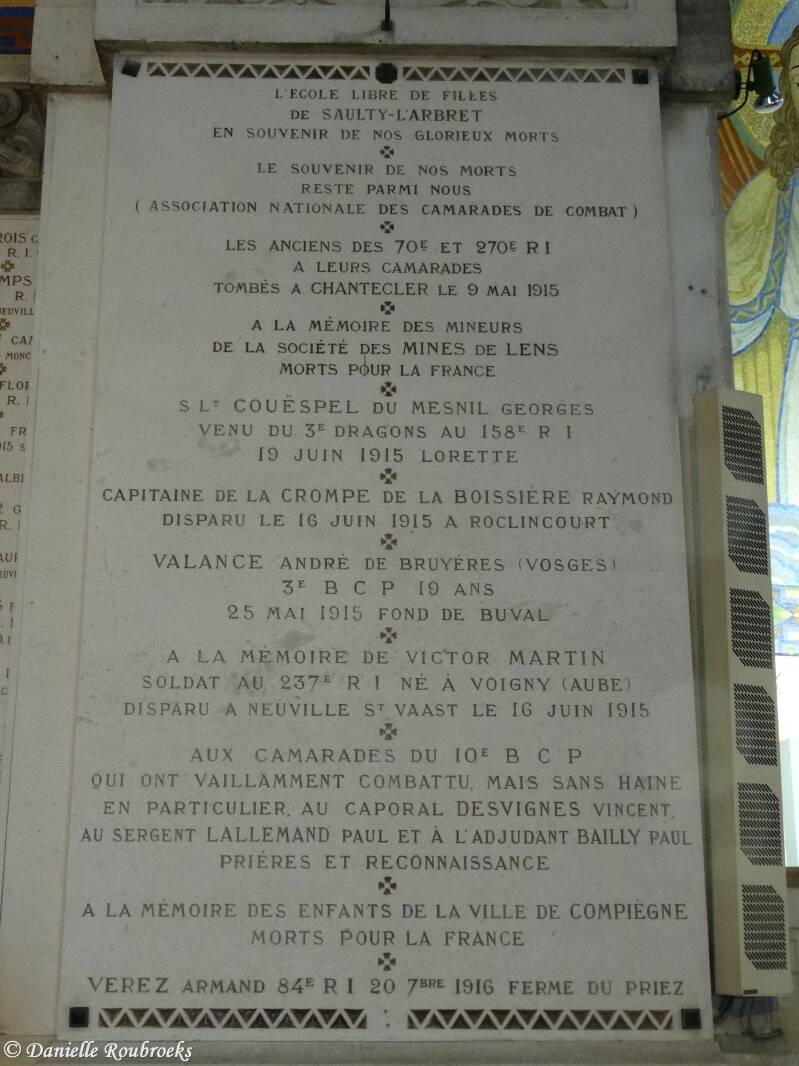 L'ECOLE LIBRE DE FILLES
DE SAULTY-L'ARBRET
EN SOUVENIR DE NOS GLORIEUX MORTS
LE SOUVENIR DE NOS MORTS
RESTE PARMI NOUS
( ASSOCIATION NATIONALE DES CAMARADES DE COMBAT )
LES ANCIENS DES 70E ET 270E R I
A LEURS CAMARADES
TOMBÉS A CHANTECLER LE 9 MAI 1915
A LA MÉMOIRE DES MINEURS
DE LA SOCIÉTÉ DES MINES DE LENS
MORTS POUR LA FRANCE
S LT COUËSPEL DU MESNIL GEORGES
VENU DU 3E DRAGONS AU 158E R I
19 JUIN 1915 LORETTE
CAPITAINE DE LA CROMPE DE LA BOISSIÈRE RAYMOND
DISPARU LE 16 JUIN 1915 A ROCLINCOURT
VALANCE ANDRÉ DE BRUYÉRES (VOSGES)
3E B C P 19 ANS
25 MAI 1915 FOND DE BUVAL
A LA MÉMOIRE DE VICTOR MARTIN
SOLDAT AU 237E R I NÉ À VOIGNY (AUBE)
DISPARU A NEUVILLE ST VAAST LE 16 JUIN 1915
AUX CAMARADES DU 10E B C P
QUI ONT VAILLAMMENT COMBATTU, MAIS SANS HAINE
EN PARTICULIER, AU CAPORAL DESVIGNES VINCENT,
AU SERGENT LALLEMAND PAUL ET À L'ADJUDANT BAILLY PAUL
PRIÉRES ET RECONNAISSANCE
A LA MÉMOIRE DES ENFANTS DE LA VILLE DE COMPIÈGNE
MORTS POUR LA FRANCE
VEREZ ARMAND 84E R I 20 7BRE 1916 FERME DU PRIEZ
© Danielle Roubroeks